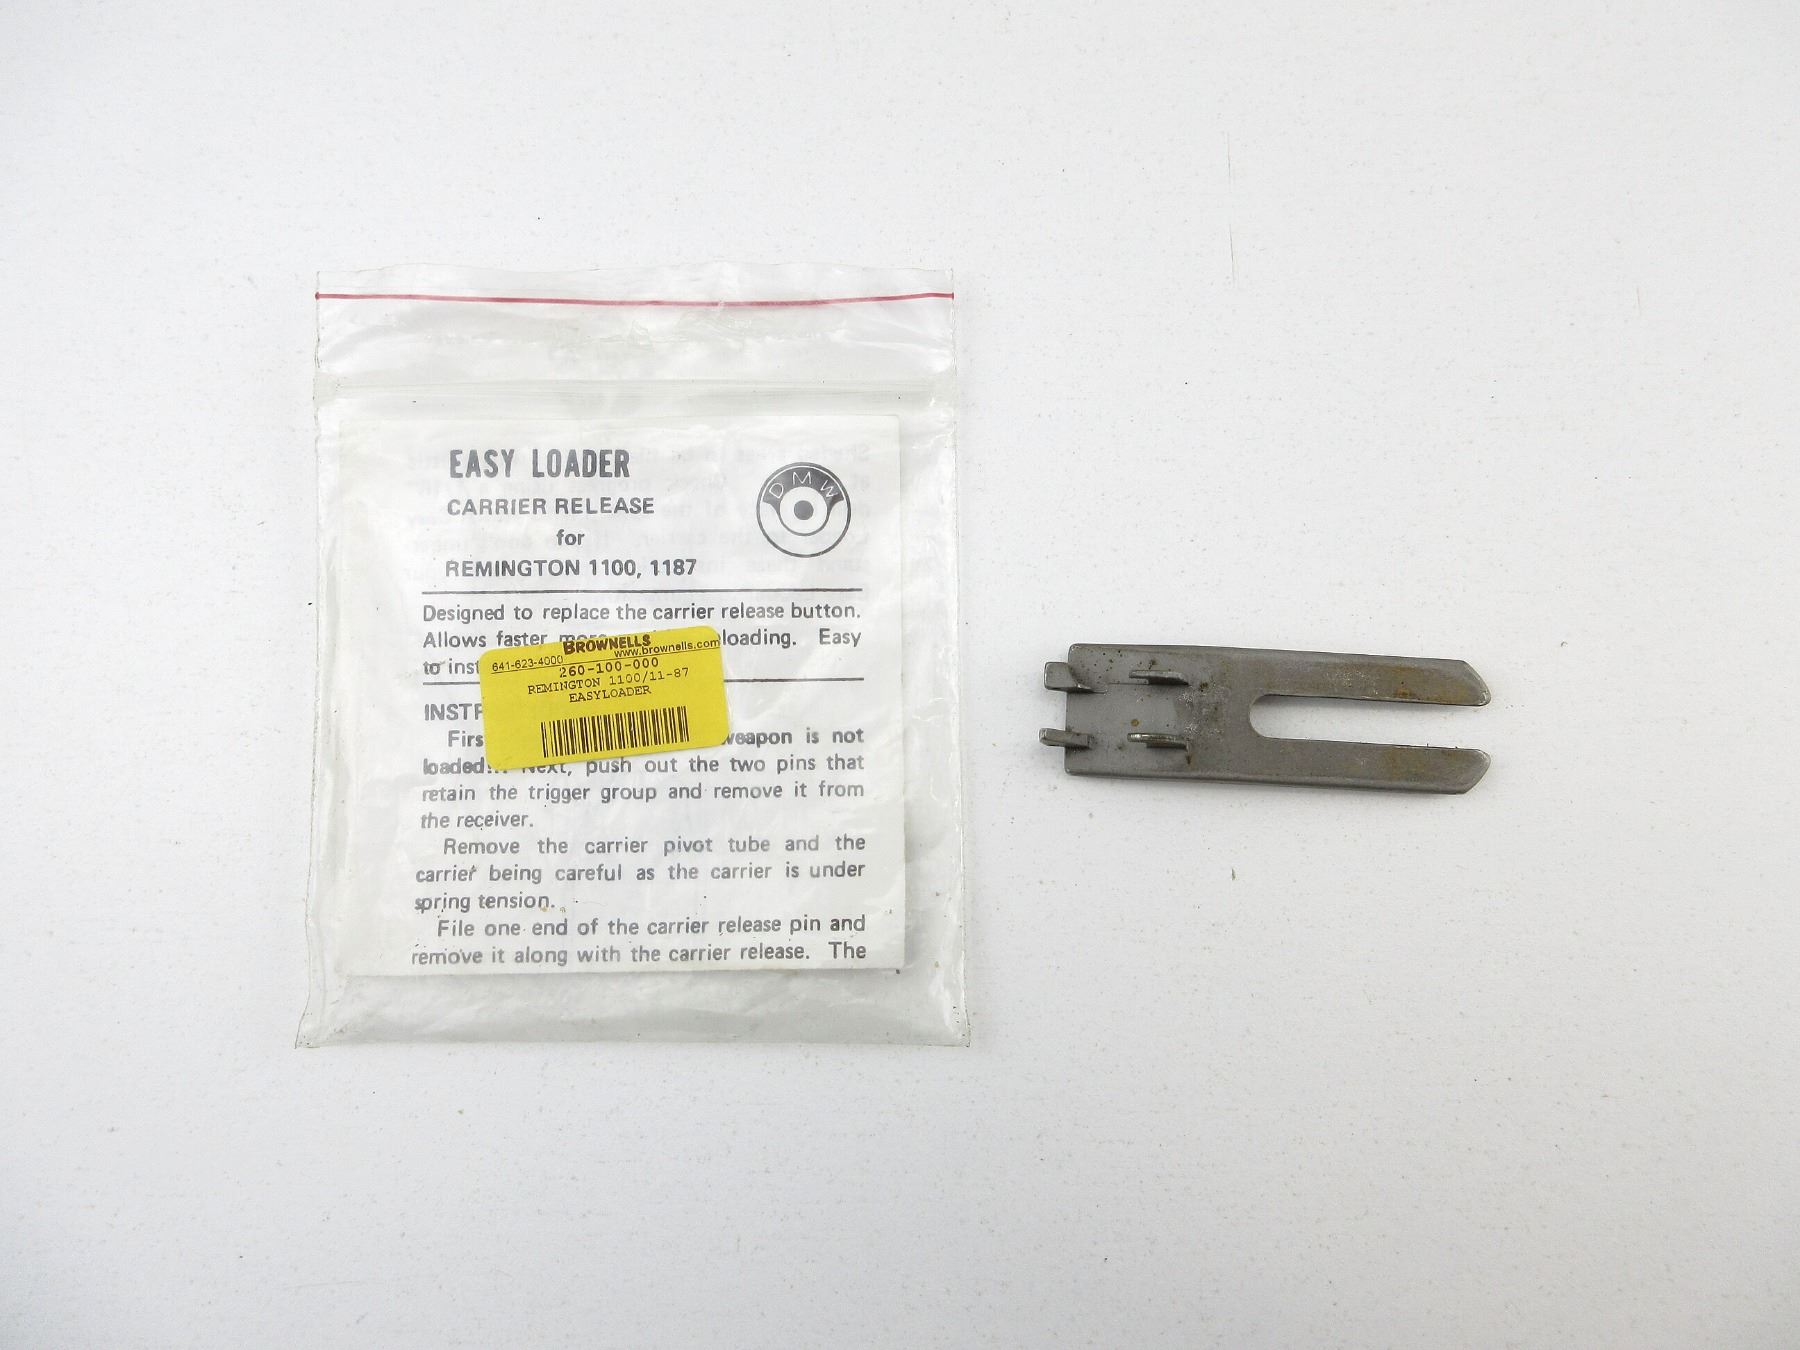 EASY LOADER
DMW
CARRIER RELEASE
for
REMINGTON 1100, 1187
Designed to replace the carrier release button.
Allows faster more loading. Easy
to inst
BROWNELLS
641-623-4000 www.brownells.com
260-100-000
REMINGTON 1100/11-87
EASYLOADER
INSTR
Firs weapon is not
loaded!! Next, push out the two pins that
retain the trigger group and remove it from
the receiver.
Remove the carrier pivot tube and the
carrier being careful as the carrier is under
spring tension.
File one end of the carrier release pin and
remove it along with the carrier release. The